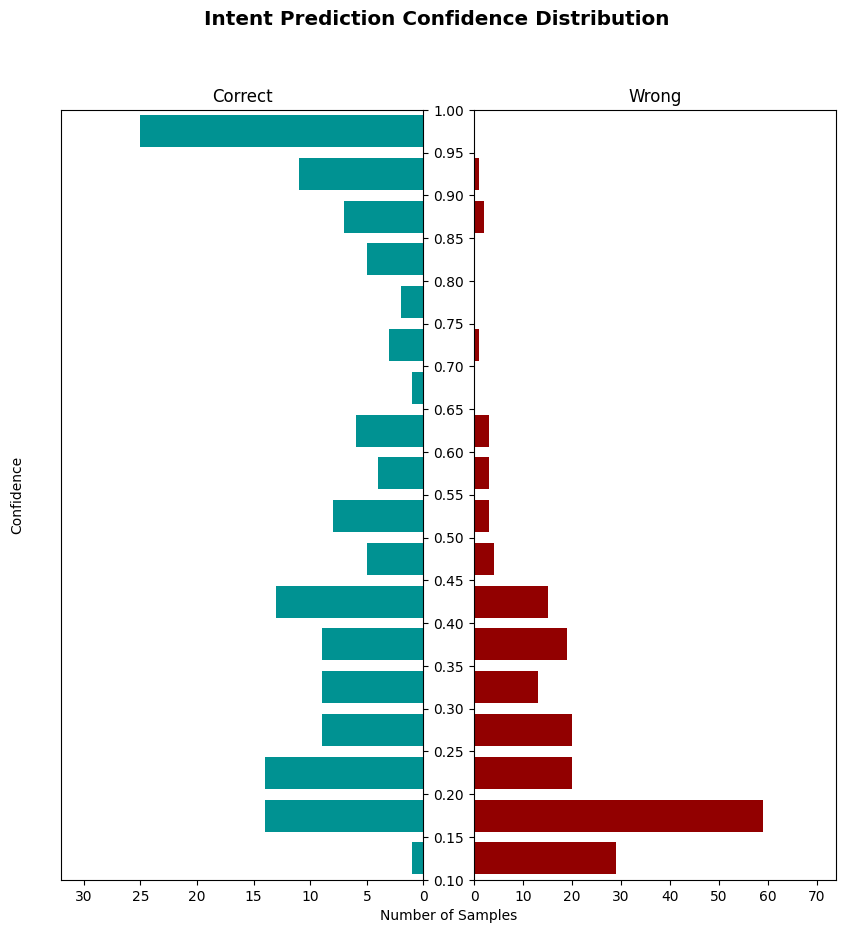 Intent Prediction Confidence Distribution
Correct
Wrong
1.00
0.95
0.90
0.85
0.80
0.75
0.70
0.65
0.60
0.55
0.50
0.45
0.40
0.35
0.30
0.25
0.20
0.15
0.10
Confidence
30 25 20 15 10 5 0
0 10 20 30 40 50 60 70
Number of Samples